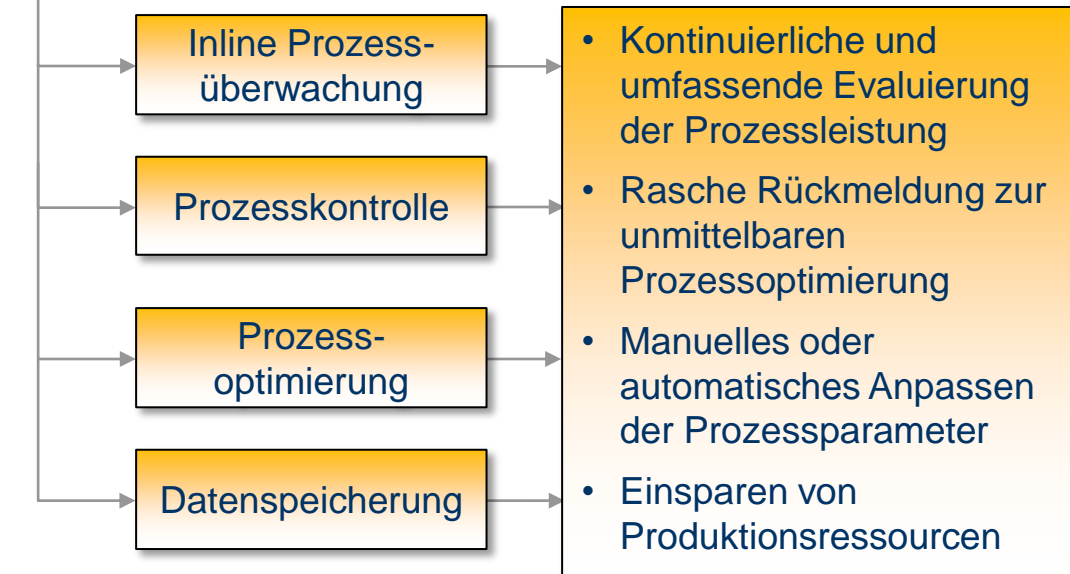 Inline Prozess-
überwachung
Prozesskontrolle
Prozess-
optimierung
Datenspeicherung
• Kontinuierliche und
umfassende Evaluierung
der Prozessleistung
• Rasche Rückmeldung zur
unmittelbaren
Prozessoptimierung
• Manuelles oder
automatisches Anpassen
der Prozessparameter
• Einsparen von
Produktionsressourcen